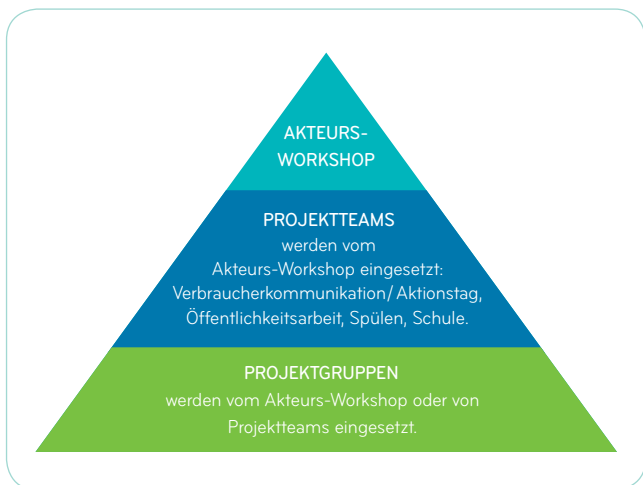 AKTEURS-
WORKSHOP
PROJEKTTEAMS
werden vom
Akteurs-Workshop eingesetzt:
Verbraucherkommunikation/ Aktionstag,
Öffentlichkeitsarbeit, Spülen, Schule.
PROJEKTGRUPPEN
werden vom Akteurs-Workshop oder von
Projektteams eingesetzt.